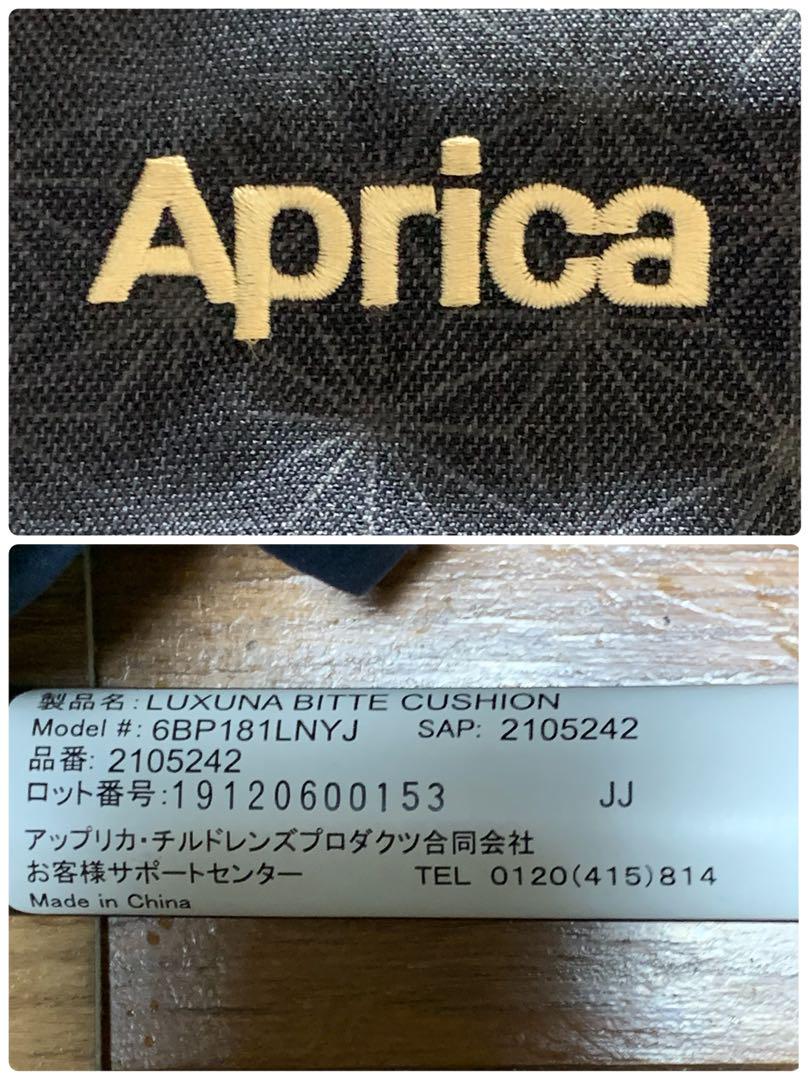 Aprica
製品名:LUXUNA BITTE CUSHION
Model #: 6BP181LNYJ SAP: 2105242
品番: 2105242
ロット番号:19120600153 JJ
アップリカ・チルドレンズプロダクツ合同会社
お客様サポートセンター TEL 0120(415)814
Made in China